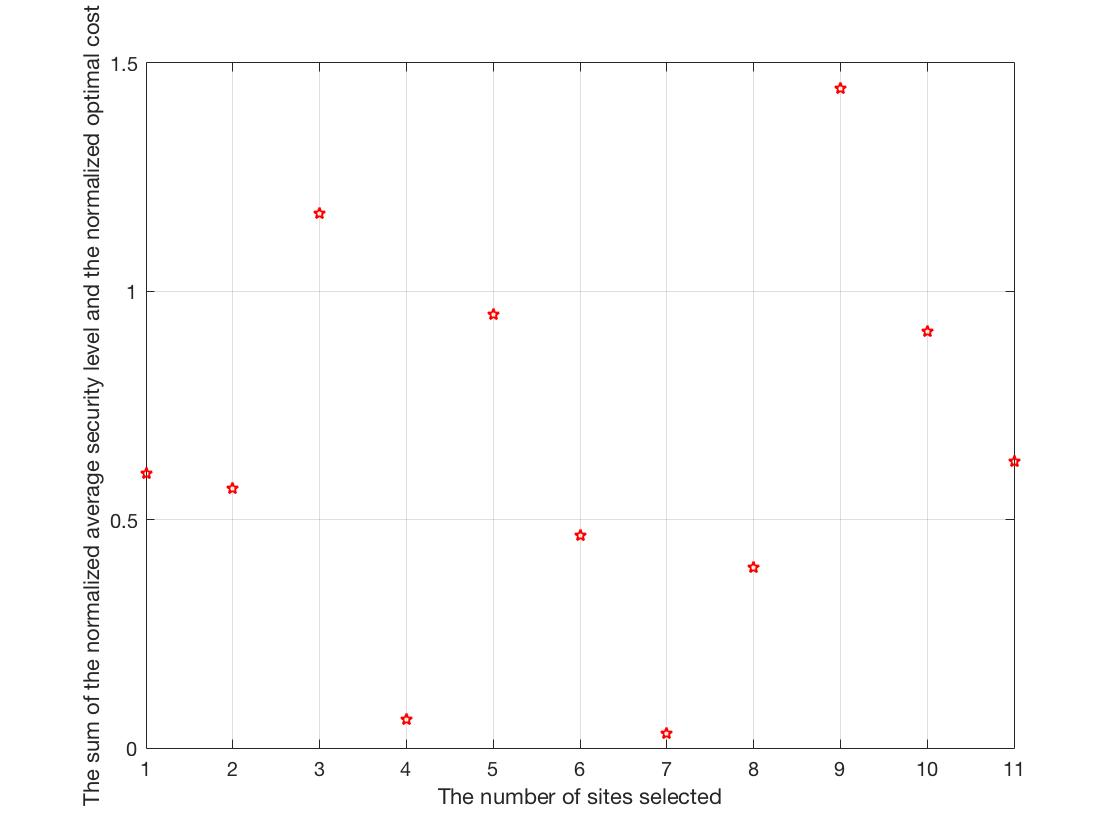 The sum of the normalized average security level and the normalized optimal cost
1.5
1
0.5
0
1 2 3 4 5 6 7 8 9 10 11
The number of sites selected